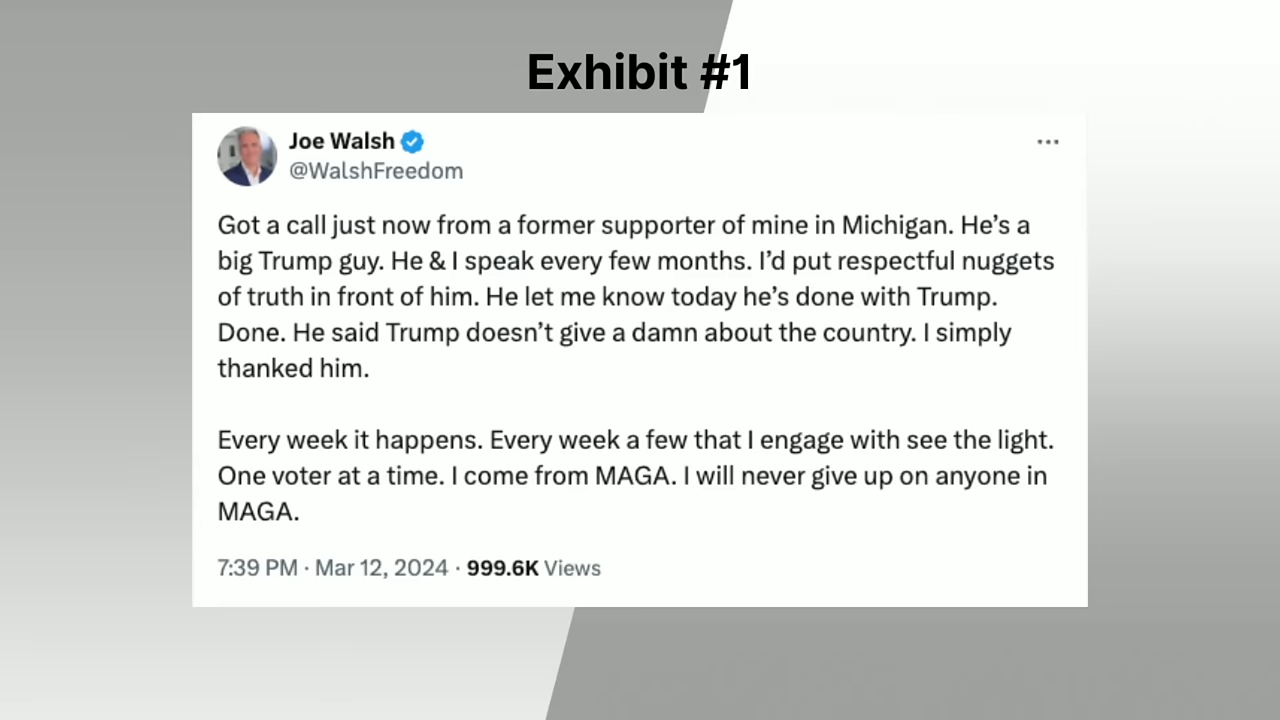 Exhibit #1
Joe Walsh
@WalshFreedom
Got a call just now from a former supporter of mine in Michigan. He’s a
big Trump guy. He & I speak every few months. I’d put respectful nuggets
of truth in front of him. He let me know today he’s done with Trump.
Done. He said Trump doesn’t give a damn about the country. I simply
thanked him.
Every week it happens. Every week a few that I engage with see the light.
One voter at a time. I come from MAGA. I will never give up on anyone in
MAGA.
7:39 PM · Mar 12, 2024 · 999.6K Views